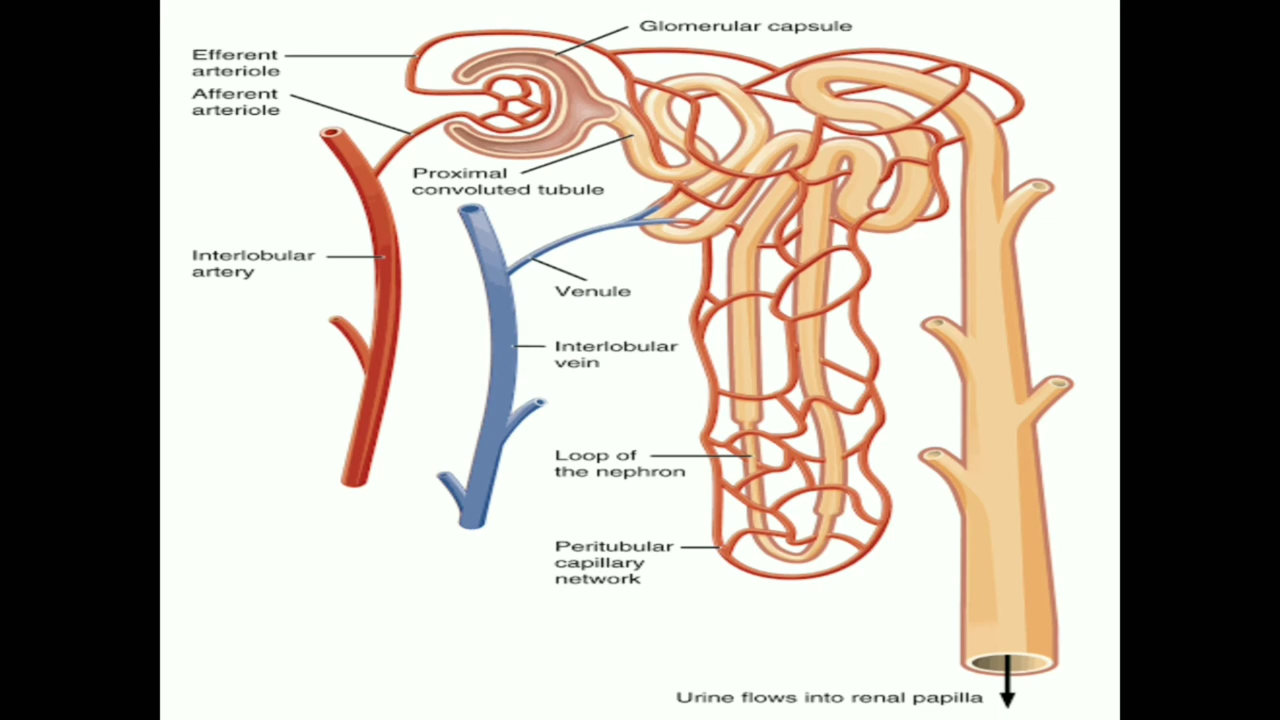 Glomerular capsule
Efferent
arteriole
Afferent
arteriole
Proximal
convoluted tubule
Interlobular
artery
Venule
Interlobular
vein
Loop of
the nephron
Peritubular
capillary
network
Urine flows into renal papilla